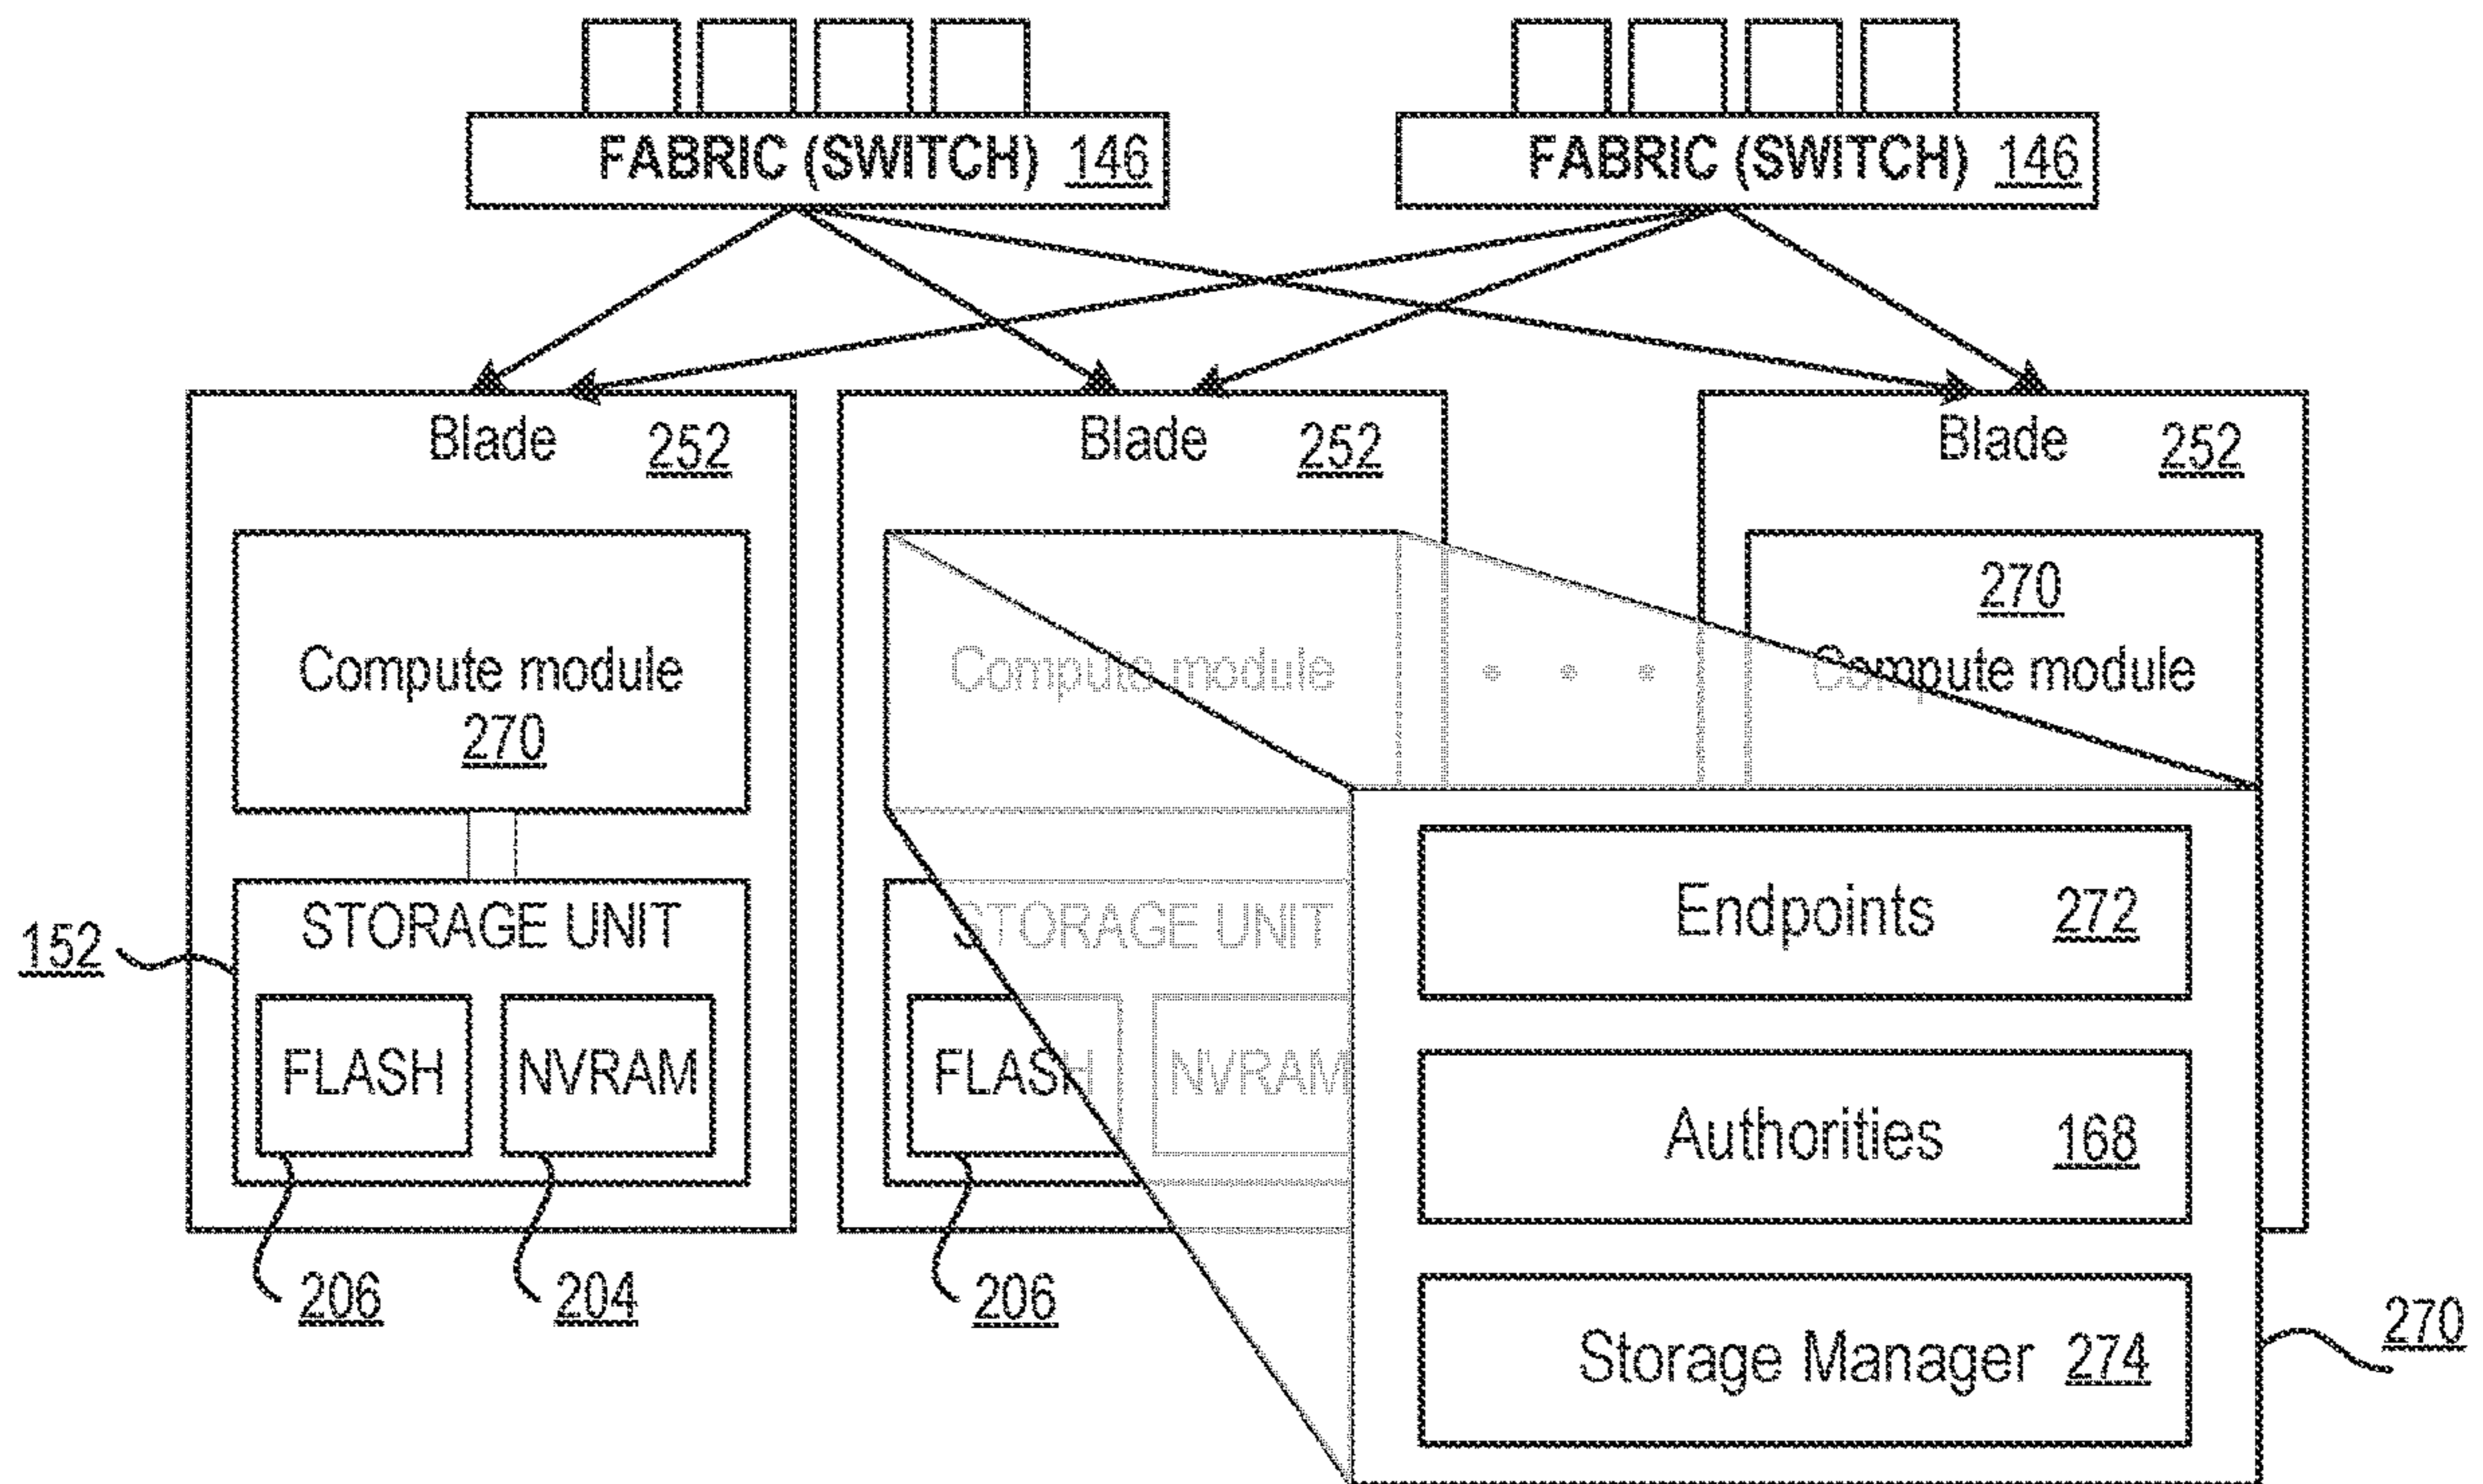 FABRIC (SWITCH) 146
FABRIC (SWITCH) 146
Blade 252
Blade 252
Blade 252
Compute module
270
Compute module
270
Compute module
152
STORAGE UNIT
FLASH
NVRAM
206
204
STORAGE UNIT
FLASH
NVRAM
206
Endpoints 272
Authorities 168
Storage Manager 274
270